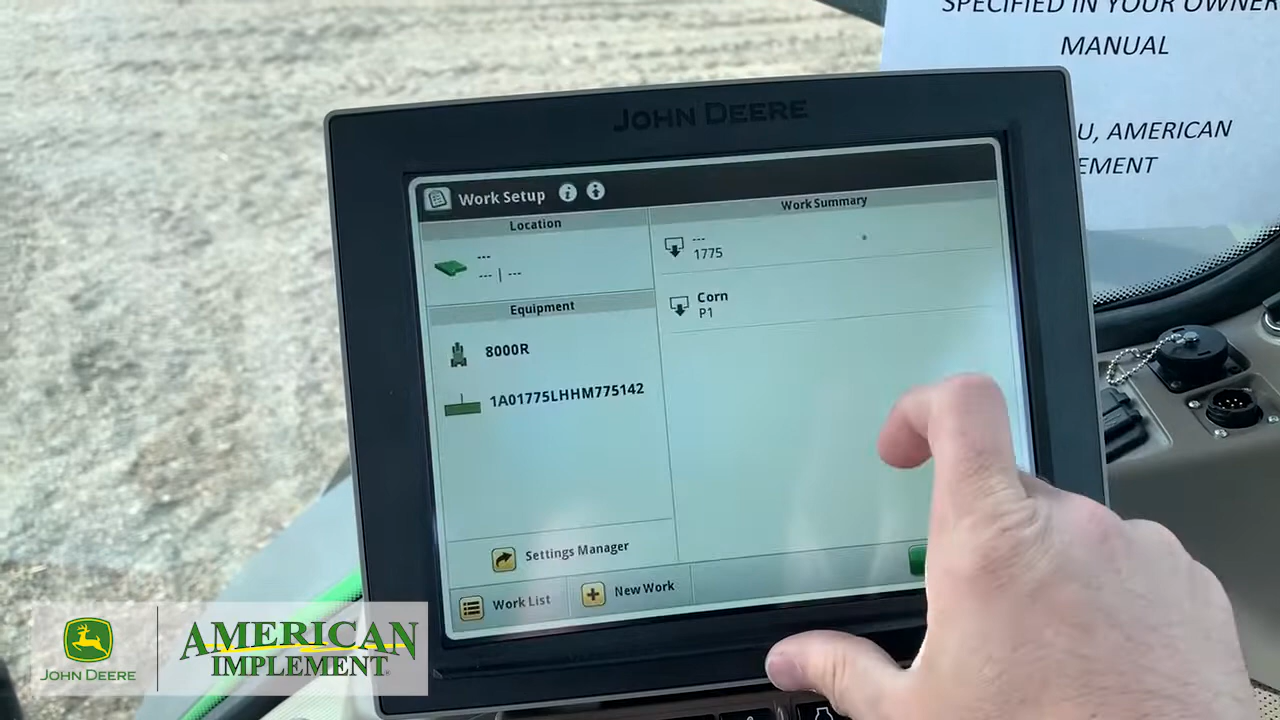 SPECIFIED IN YOUR OWNER
MANUAL
U, AMERICAN
EMENT
JOHN DEERE
Work Setup
Location
---
--- | ---
Equipment
8000R
1A01775LHHM775142
Settings Manager
Work List
New Work
Work Summary
---
1775
Corn
P1
JOHN DEERE
AMERICAN
IMPLEMENT